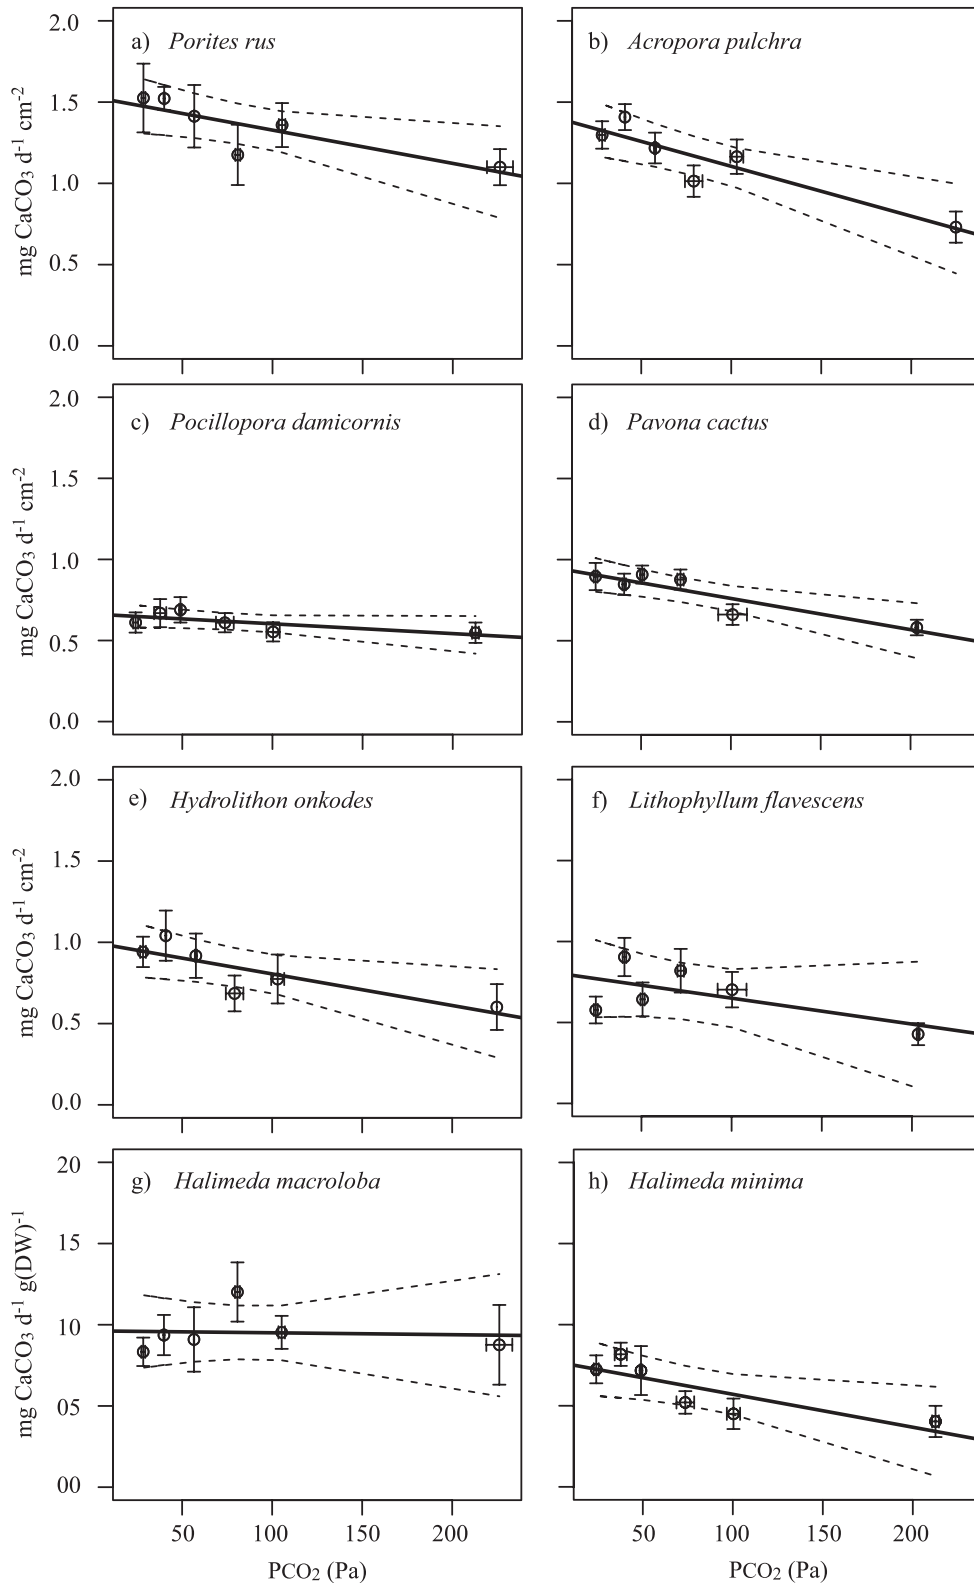 a) Porites rus
b) Acropora pulchra
2.0
1.5
1.0
0.5
0.0
mg CaCO3 d-1 cm-2
c) Pocillopora damicornis
d) Pavona cactus
2.0
1.5
1.0
0.5
0.0
mg CaCO3 d-1 cm-2
e) Hydrolithon onkodes
f) Lithophyllum flavescens
2.0
1.5
1.0
0.5
0.0
mg CaCO3 d-1 cm-2
g) Halimeda macroloba
h) Halimeda minima
20
15
10
05
00
mg CaCO3 d-1 g(DW)-1
50 100 150 200
50 100 150 200
PCO2 (Pa)
PCO2 (Pa)